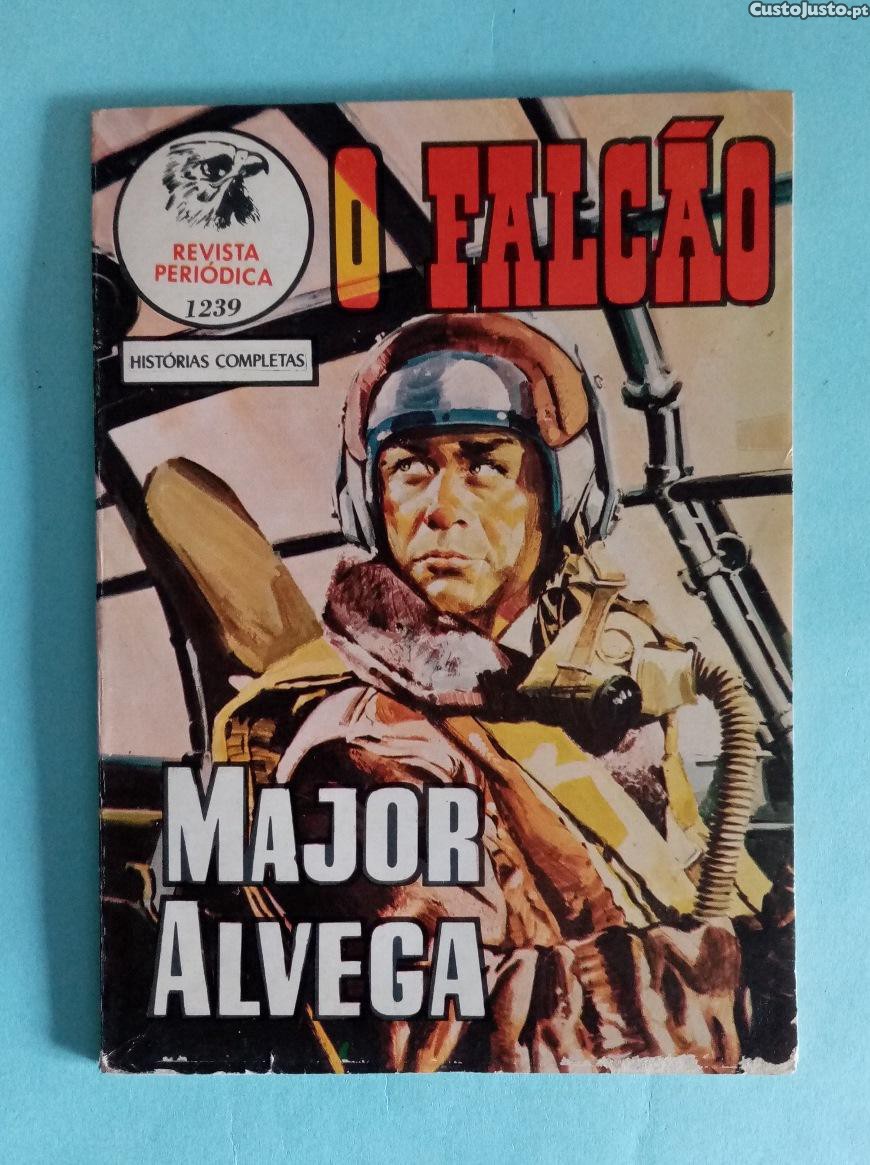 CustoJusto.pt
O FALCÃO
REVISTA
PERIÓDICA
1239
HISTÓRIAS COMPLETAS
MAJOR
ALVEGA